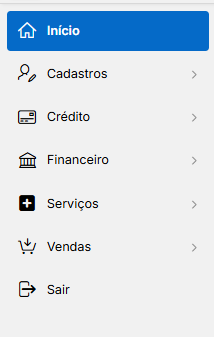 Início
Cadastros
Crédito
Financeiro
Serviços
Vendas
Sair